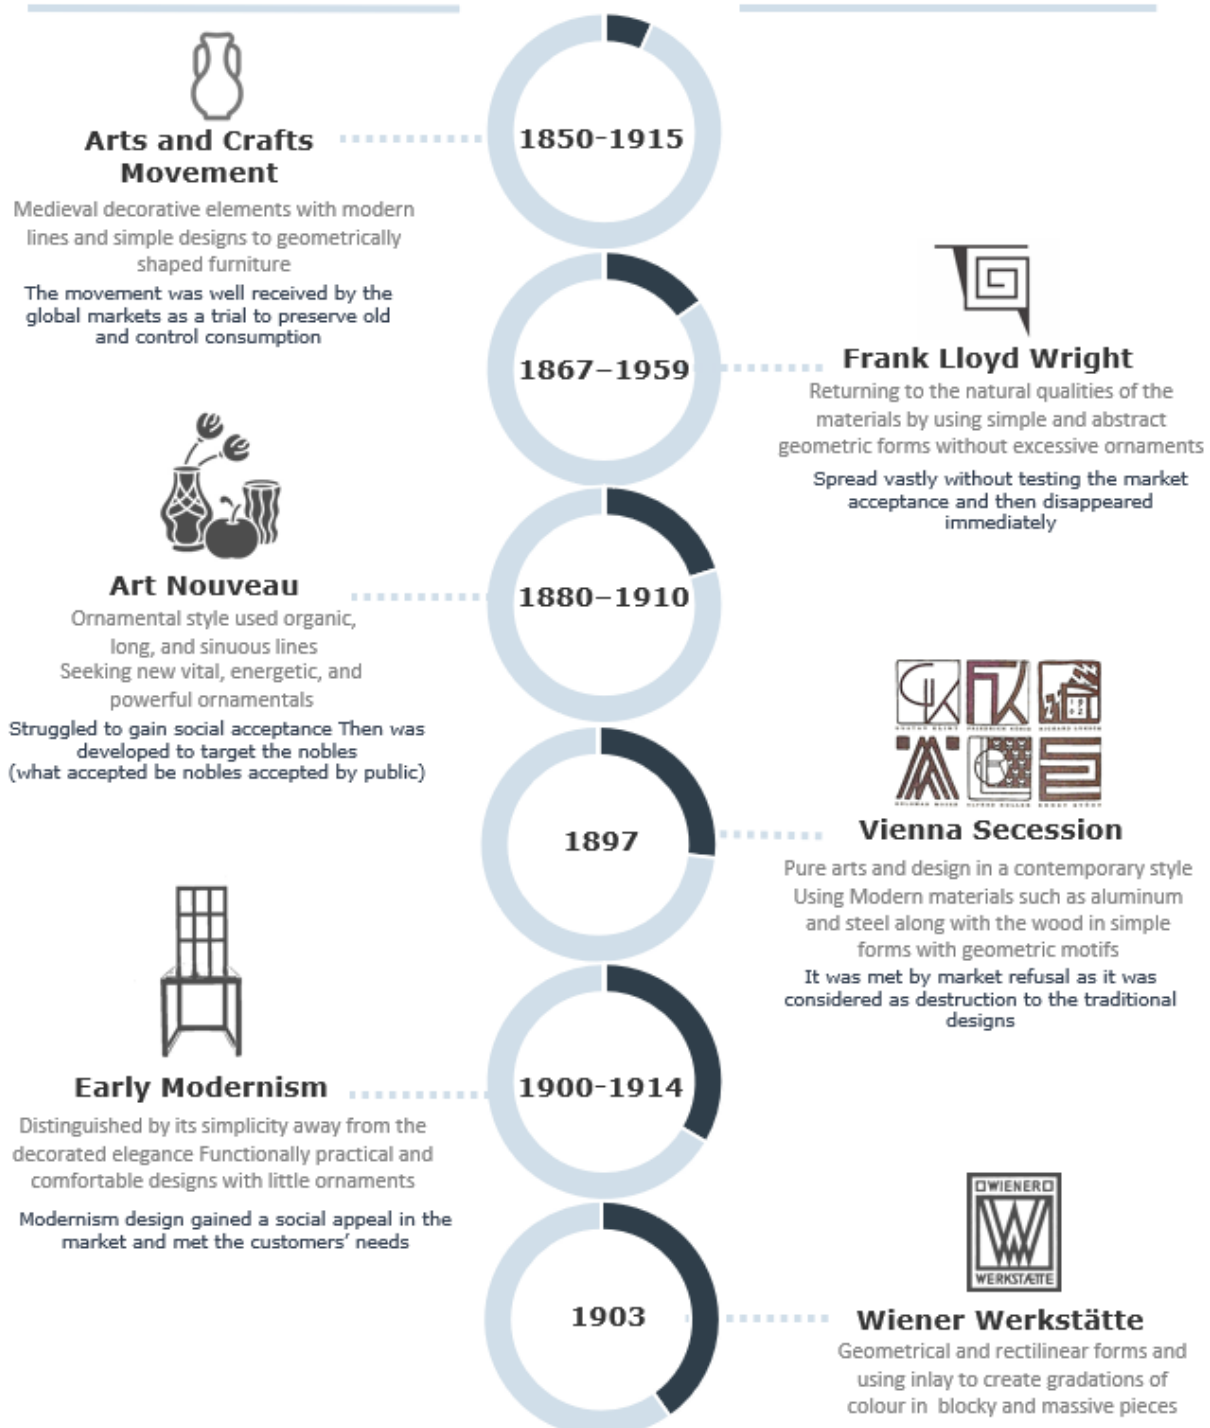 1850-1915
Arts and Crafts
Movement
Medieval decorative elements with modern
lines and simple designs to geometrically
shaped furniture
The movement was well received by the
global markets as a trial to preserve old
and control consumption
1867–1959
Frank Lloyd Wright
Returning to the natural qualities of the
materials by using simple and abstract
geometric forms without excessive ornaments
Spread vastly without testing the market
acceptance and then disappeared
immediately
1880–1910
Art Nouveau
Ornamental style used organic,
long, and sinuous lines
Seeking new vital, energetic, and
powerful ornamentals
Struggled to gain social acceptance Then was
developed to target the nobles
(what accepted be nobles accepted by public)
1897
Vienna Secession
Pure arts and design in a contemporary style
Using Modern materials such as aluminum
and steel along with the wood in simple
forms with geometric motifs
It was met by market refusal as it was
considered as destruction to the traditional
designs
1900-1914
Early Modernism
Distinguished by its simplicity away from the
decorated elegance Functionally practical and
comfortable designs with little ornaments
Modernism design gained a social appeal in the
market and met the customers’ needs
1903
WIENER
WERKSTÆTTE
Wiener Werkstätte
Geometrical and rectilinear forms and
using inlay to create gradations of
colour in blocky and massive pieces